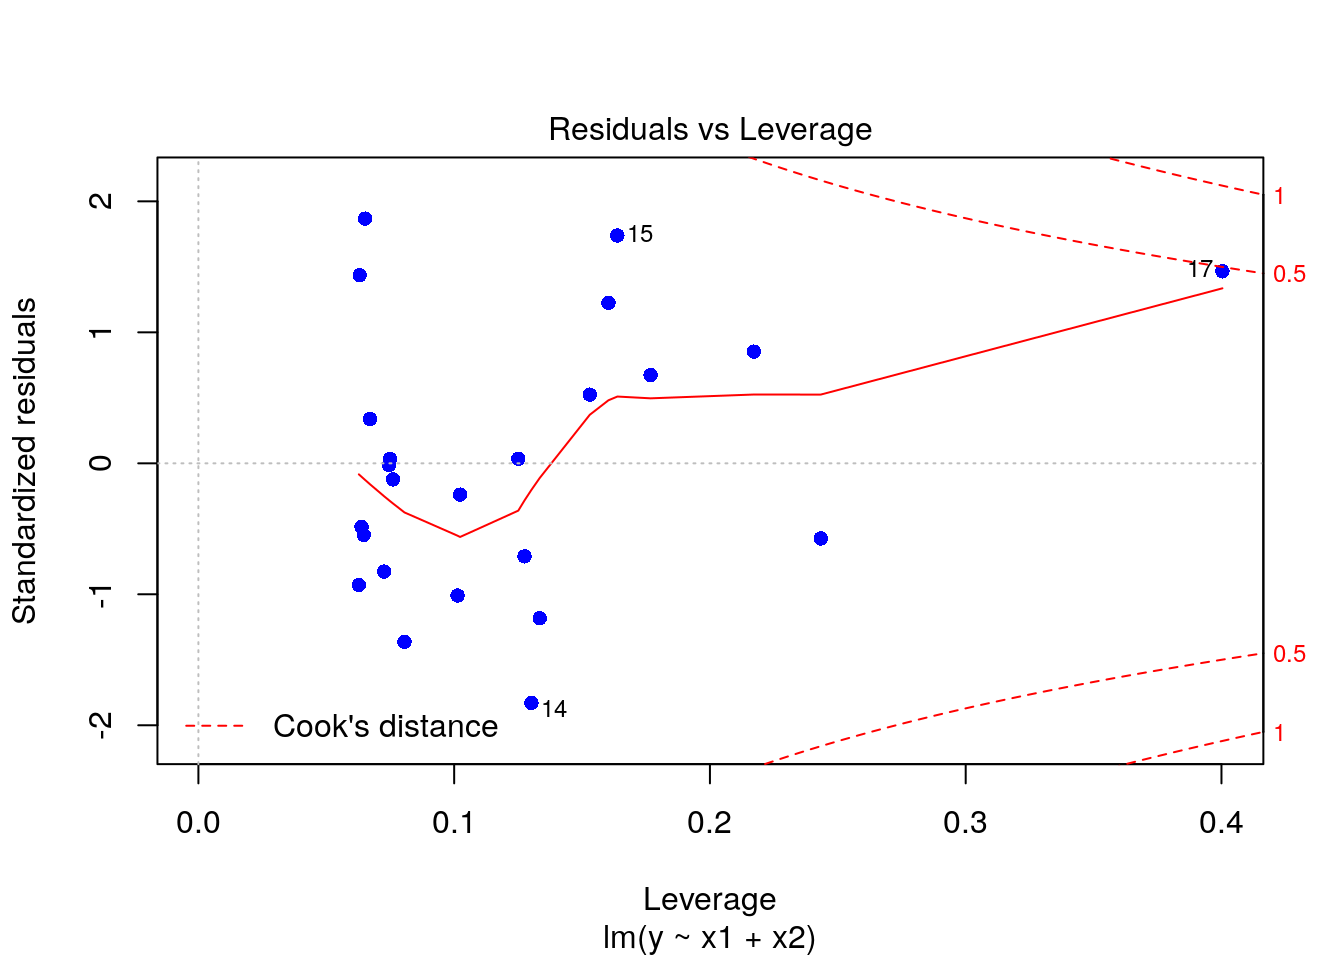 Residuals vs Leverage
Standardized residuals
2
1
0
-1
-2
15
17
14
1
0.5
0.5
1
Cook's distance
0.0 0.1 0.2 0.3 0.4
Leverage
lm(y ~ x1 + x2)